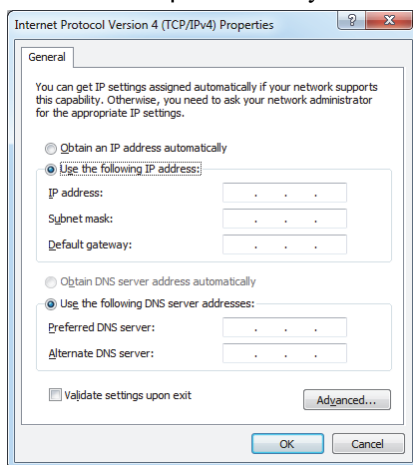 Internet Protocol Version 4 (TCP/IPv4) Properties
General
You can get IP settings assigned automatically if your network supports
this capability. Otherwise, you need to ask your network administrator
for the appropriate IP settings.
Obtain an IP address automatically
Use the following IP address:
IP address:
. . .
Subnet mask:
. . .
Default gateway:
. . .
Obtain DNS server address automatically
Use the following DNS server addresses:
Preferred DNS server:
. . .
Alternate DNS server:
. . .
Validate settings upon exit
Advanced...
OK
Cancel